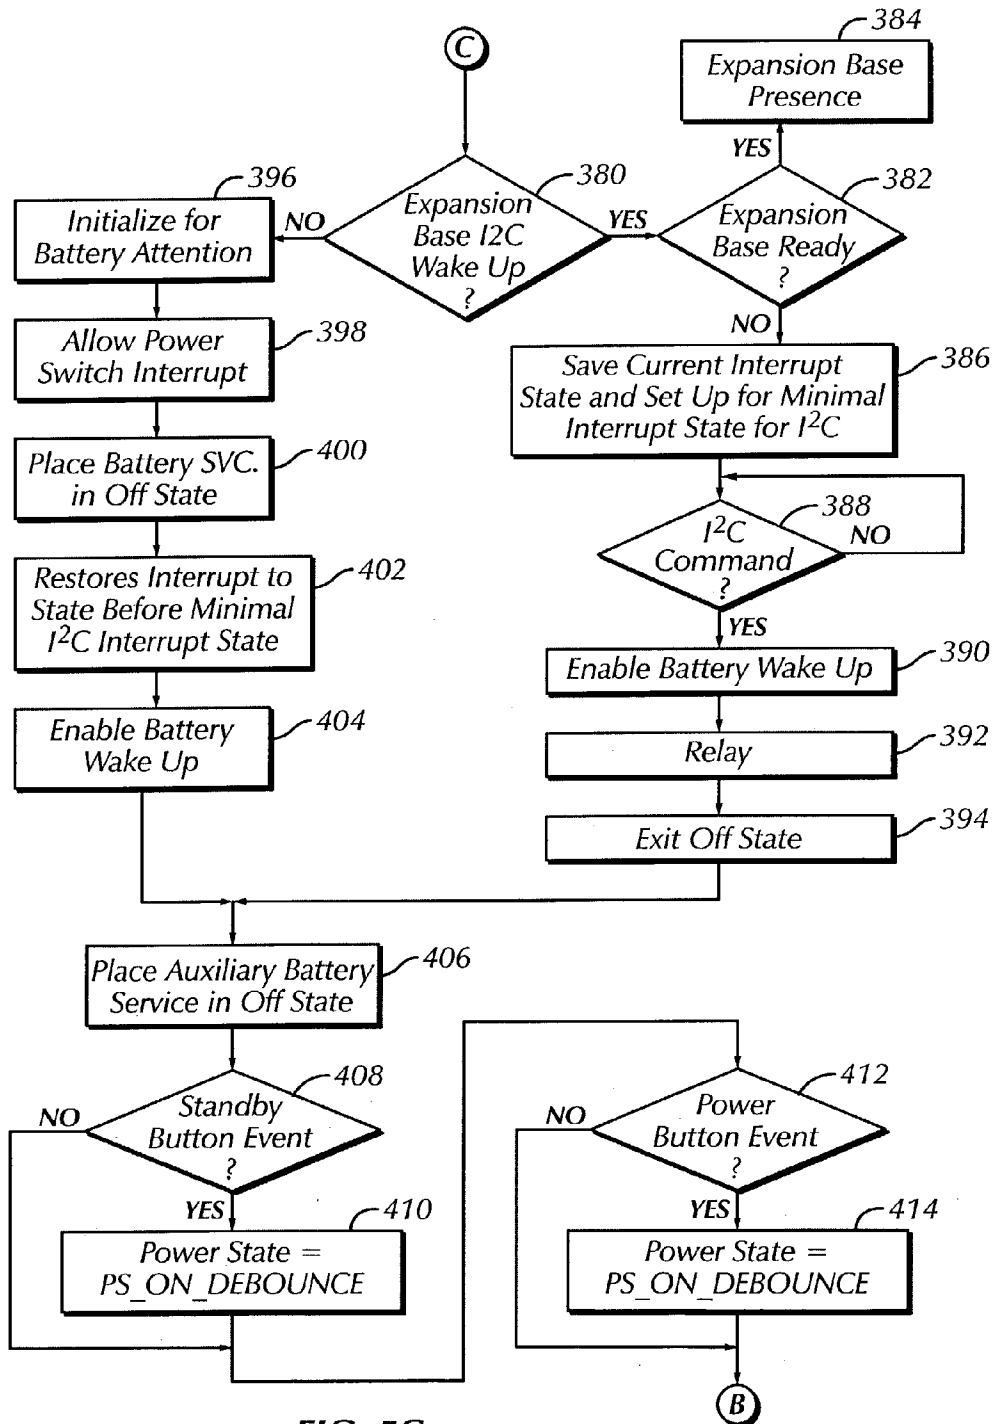 C
384
Expansion Base
Presence
YES
396
Initialize for
Battery Attention
NO
380
Expansion
Base I2C
Wake Up
?
YES
382
Expansion
Base Ready
?
NO
398
Allow Power
Switch Interrupt
386
Save Current Interrupt
State and Set Up for Minimal
Interrupt State for I²C
400
Place Battery SVC.
in Off State
388
I²C
Command
?
NO
YES
402
Restores Interrupt to
State Before Minimal
I²C Interrupt State
390
Enable Battery Wake Up
404
Enable Battery
Wake Up
392
Relay
394
Exit Off State
406
Place Auxiliary Battery
Service in Off State
408
Standby
Button Event
?
NO
YES
410
Power State =
PS_ON_DEBOUNCE
412
Power
Button Event
?
NO
YES
414
Power State =
PS_ON_DEBOUNCE
B